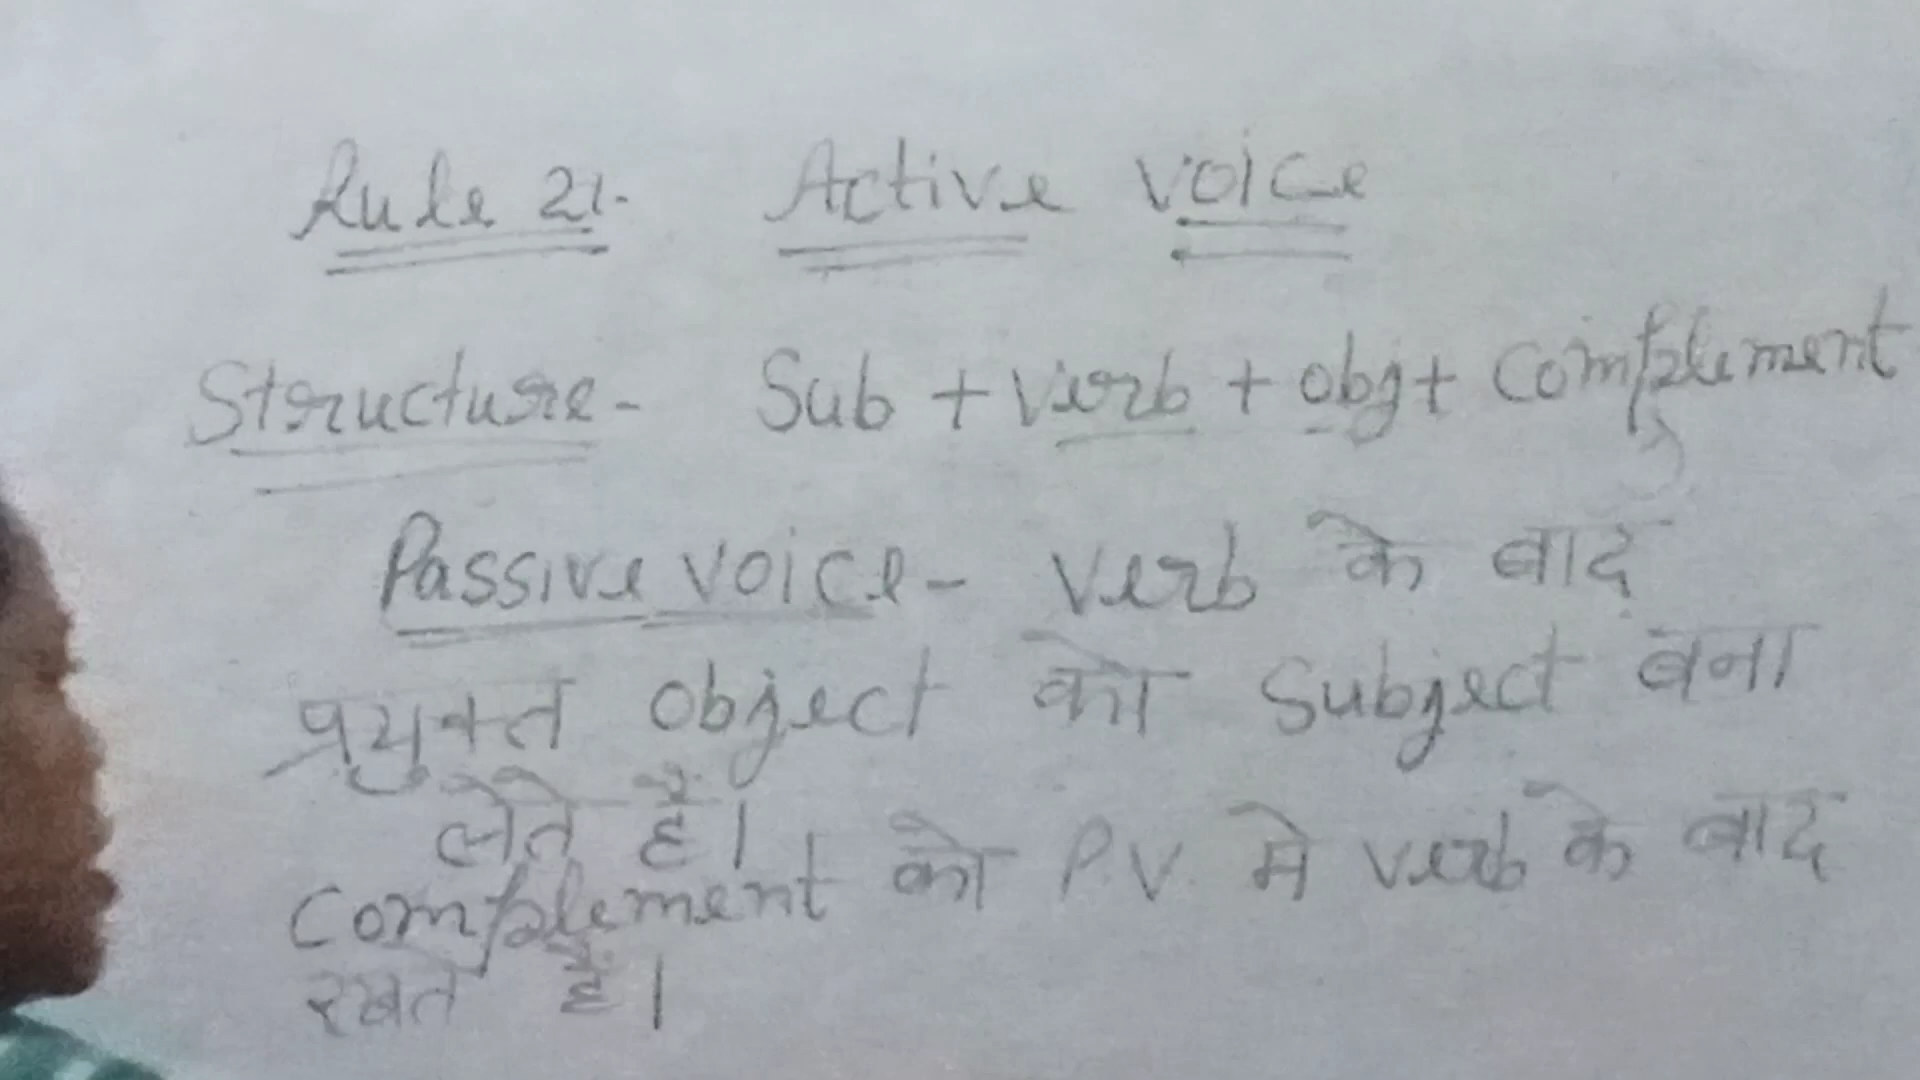 Rule 21. Active voice
Structure- Sub + verb + obj + complement
Passive voice- verb के बाद
प्रयुक्त object को subject बना
लेते हैं।
complement को P.V. मे verb के बाद
रखते हैं।